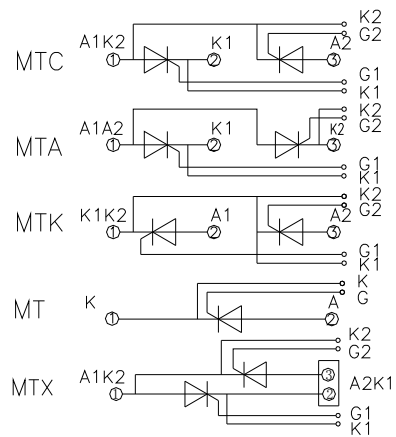 K2
G2
A1K2 K1 A2
MTC
1 2 3
G1
K1
K2
G2
A1A2 K1 K2
MTA
1 2 3
G1
K1
K2
G2
K1K2 A1 A2
MTK
1 2 3
G1
K1
K
G
K A
MT
1 2
K2
G2
A1K2 3 A2K1
MTX
1 2
G1
K1